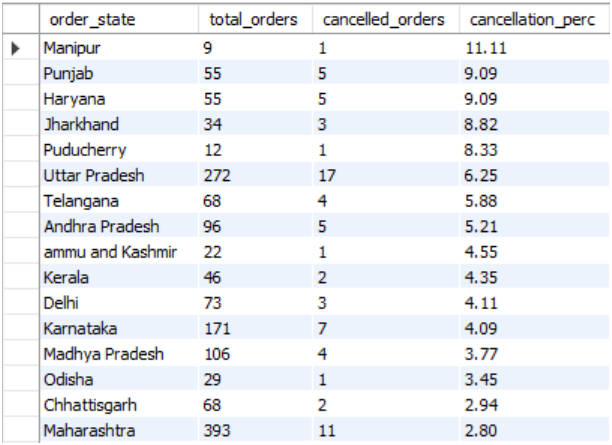 order_state total_orders cancelled_orders cancellation_perc
Manipur 9 1 11.11
Punjab 55 5 9.09
Haryana 55 5 9.09
Jharkhand 34 3 8.82
Puducherry 12 1 8.33
Uttar Pradesh 272 17 6.25
Telangana 68 4 5.88
Andhra Pradesh 96 5 5.21
ammu and Kashmir 22 1 4.55
Kerala 46 2 4.35
Delhi 73 3 4.11
Karnataka 171 7 4.09
Madhya Pradesh 106 4 3.77
Odisha 29 1 3.45
Chhattisgarh 68 2 2.94
Maharashtra 393 11 2.80